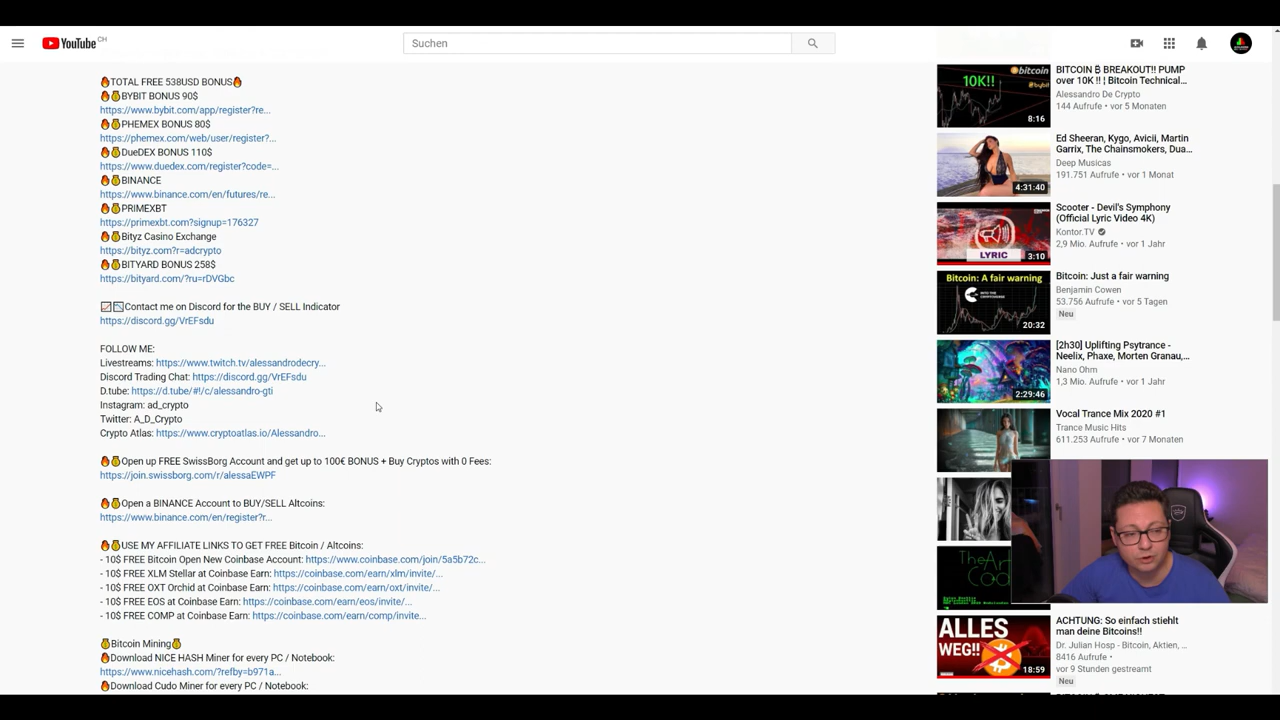 YouTube CH
Suchen
🔥TOTAL FREE 538USD BONUS🔥
🔥💰BYBIT BONUS 90$
https://www.bybit.com/app/register?re...
🔥💰PHEMEX BONUS 80$
https://phemex.com/web/user/register?...
🔥💰DueDEX BONUS 110$
https://www.duedex.com/register?code=...
🔥💰BINANCE
https://www.binance.com/en/futures/re...
🔥💰PRIMEXBT
https://primexbt.com?signup=176327
🔥💰Bityz Casino Exchange
https://bityz.com?r=adcrypto
🔥💰BITYARD BONUS 258$
https://bityard.com/?ru=rDVGbc
📈📉Contact me on Discord for the BUY / SELL Indicator
https://discord.gg/VrEFsdu
FOLLOW ME:
Livestreams: https://www.twitch.tv/alessandrodecry...
Discord Trading Chat: https://discord.gg/VrEFsdu
D.tube: https://d.tube/#!/c/alessandro-gti
Instagram: ad_crypto
Twitter: A_D_Crypto
Crypto Atlas: https://www.cryptoatlas.io/Alessandro...
🔥💰Open up FREE SwissBorg Account and get up to 100€ BONUS + Buy Cryptos with 0 Fees:
https://join.swissborg.com/r/alessaEWPF
🔥💰Open a BINANCE Account to BUY/SELL Altcoins:
https://www.binance.com/en/register?r...
🔥💰USE MY AFFILIATE LINKS TO GET FREE Bitcoin / Altcoins:
- 10$ FREE Bitcoin Open New Coinbase Account: https://www.coinbase.com/join/5a5b72c...
- 10$ FREE XLM Stellar at Coinbase Earn: https://coinbase.com/earn/xlm/invite/...
- 10$ FREE OXT Orchid at Coinbase Earn: https://coinbase.com/earn/oxt/invite/...
- 10$ FREE EOS at Coinbase Earn: https://coinbase.com/earn/eos/invite/...
- 10$ FREE COMP at Coinbase Earn: https://coinbase.com/earn/comp/invite...
💰Bitcoin Mining💰
🔥Download NICE HASH Miner for every PC / Notebook:
https://www.nicehash.com/?refby=b971a...
🔥Download Cudo Miner for every PC / Notebook:
bitcoin
10K!!
bybit
8:16
BITCOIN ₿ BREAKOUT!! PUMP
over 10K !! ¦ Bitcoin Technical...
Alessandro De Crypto
144 Aufrufe • vor 5 Monaten
4:31:40
Ed Sheeran, Kygo, Avicii, Martin
Garrix, The Chainsmokers, Dua...
Deep Musicas
191.751 Aufrufe • vor 1 Monat
LYRIC
3:10
Scooter - Devil's Symphony
(Official Lyric Video 4K)
Kontor.TV
2,9 Mio. Aufrufe • vor 1 Jahr
Bitcoin: A fair warning
INTO THE
CRYPTOVERSE
20:32
Bitcoin: Just a fair warning
Benjamin Cowen
53.756 Aufrufe • vor 5 Tagen
Neu
2:29:46
[2h30] Uplifting Psytrance -
Neelix, Phaxe, Morten Granau,...
Nano Ohm
1,3 Mio. Aufrufe • vor 1 Jahr
Vocal Trance Mix 2020 #1
Trance Music Hits
611.253 Aufrufe • vor 7 Monaten
TheAr
Cod
ALLES
WEG!!
18:59
ACHTUNG: So einfach stiehlt
man deine Bitcoins!!
Dr. Julian Hosp - Bitcoin, Aktien, ...
8416 Aufrufe •
vor 9 Stunden gestreamt
Neu